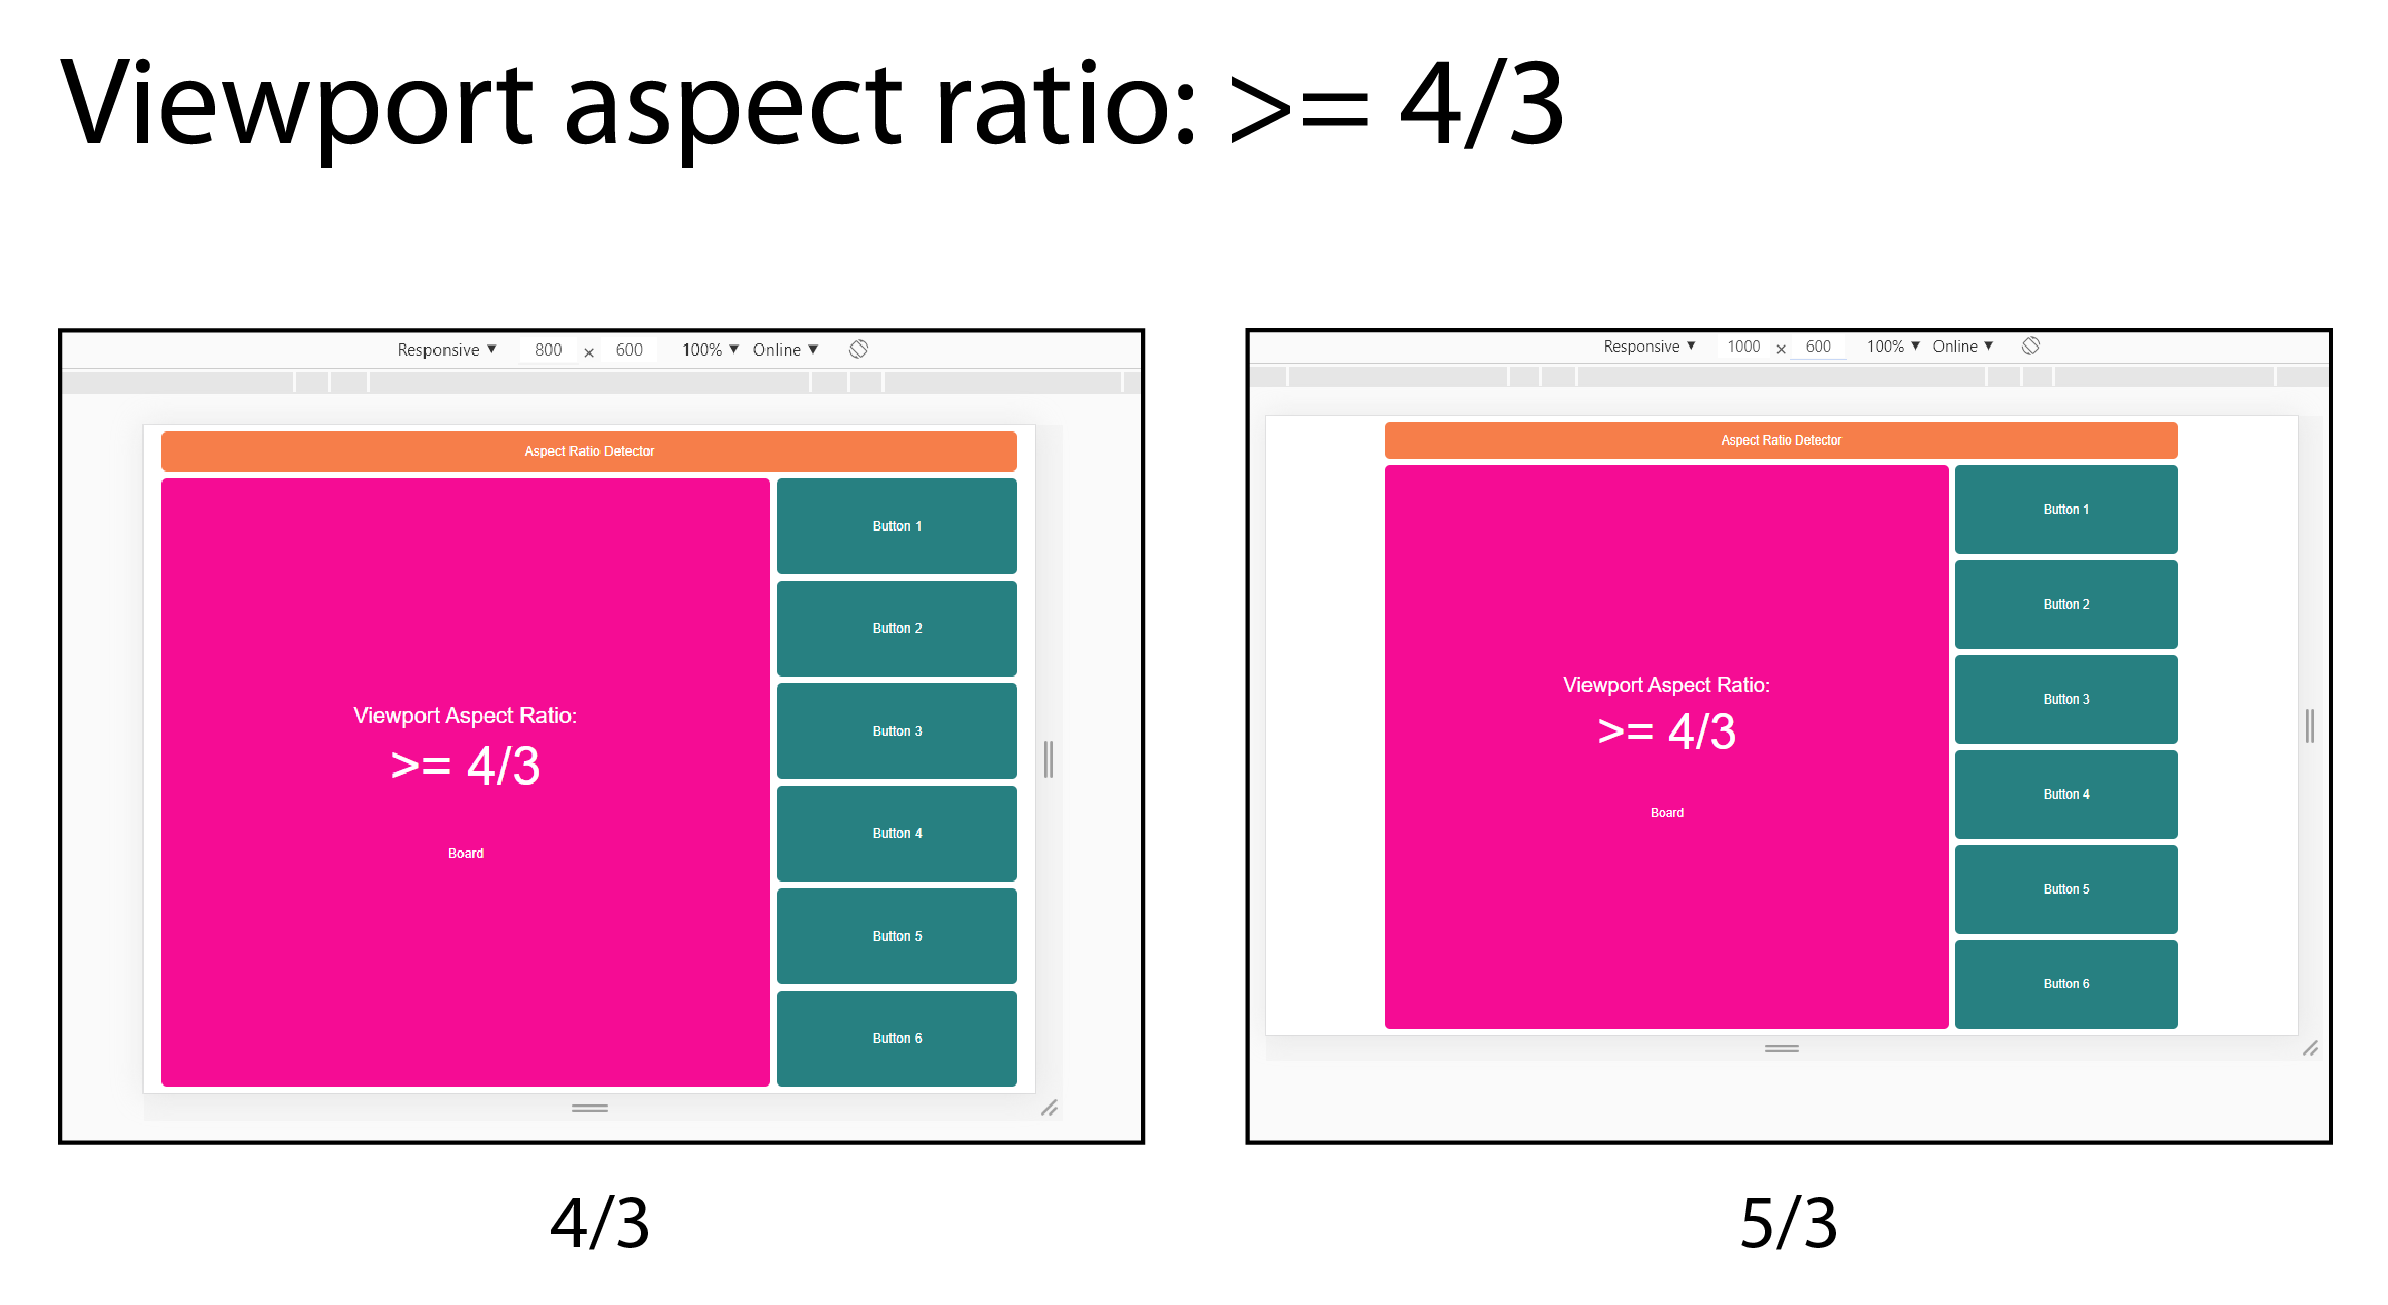 Viewport aspect ratio: >= 4/3
Responsive ▼ 800 × 600 100% ▼ Online ▼
Aspect Ratio Detector
Viewport Aspect Ratio:
>= 4/3
Board
Button 1
Button 2
Button 3
Button 4
Button 5
Button 6
4/3
Responsive ▼ 1000 × 600 100% ▼ Online ▼
Aspect Ratio Detector
Viewport Aspect Ratio:
>= 4/3
Board
Button 1
Button 2
Button 3
Button 4
Button 5
Button 6
5/3